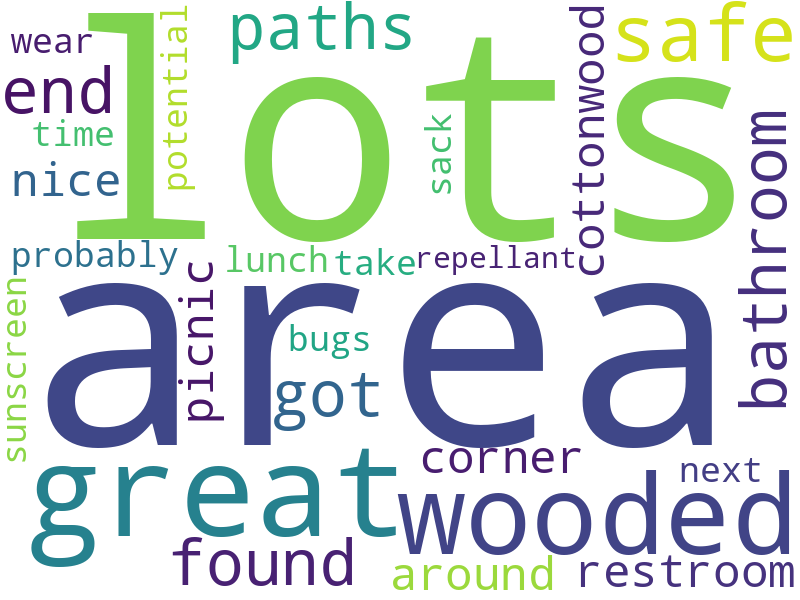 lots
area
great
wooded
safe
paths
end
bathroom
found
cottonwood
got
nice
picnic
corner
around
restroom
wear
time
potential
sack
probably
lunch
take
repellant
sunscreen
bugs
next